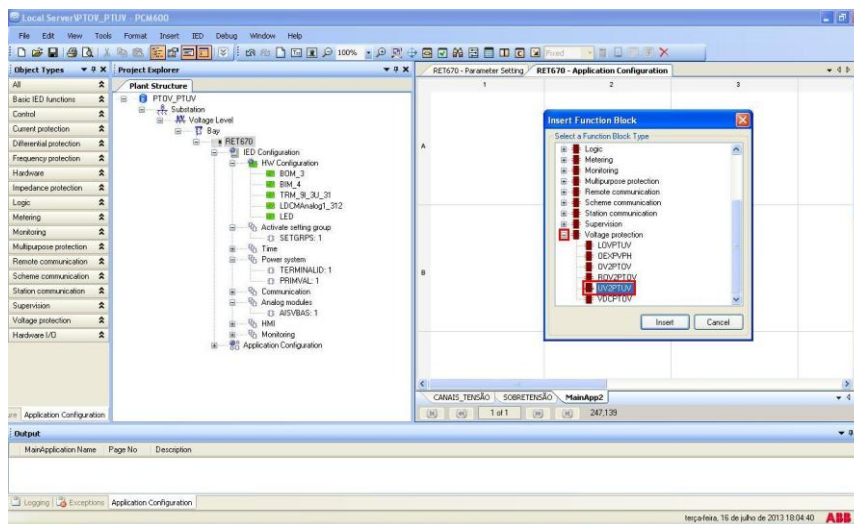 Local Server\PTOV_PTUV - PCM600
File Edit View Tools Format Insert IED Debug Window Help
100%
Fixed
Object Types
All
Basic IED functions
Control
Current protection
Differential protection
Frequency protection
Hardware
Impedance protection
Logic
Metering
Monitoring
Multipurpose protection
Remote communication
Scheme communication
Station communication
Supervision
Voltage protection
Hardware I/O
Application Configuration
Project Explorer
Plant Structure
PTOV_PTUV
Substation
Voltage Level
Bay
RET670
IED Configuration
HW Configuration
BOM_3
BIM_4
TRM_9I_3U_31
LDCMAnalog1_312
LED
Activate setting group
SETGRPS: 1
Time
Power system
TERMINALID: 1
PRIMVAL: 1
Communication
Analog modules
AISVBAS: 1
HMI
Monitoring
Application Configuration
RET670 - Parameter Setting RET670 - Application Configuration
1 2 3
A
B
Insert Function Block
Select a Function Block Type
Logic
Metering
Monitoring
Multipurpose protection
Remote communication
Scheme communication
Station communication
Supervision
Voltage protection
LOVPTUV
OEXPVPH
OV2PTOV
ROV2PTOV
UV2PTUV
VDCPTOV
Insert Cancel
CANAIS_TENSÃO SOBRETENSÃO MainApp2
1 of 1 247,139
Output
MainApplication Name Page No Description
Logging Exceptions Application Configuration
terça-feira, 16 de julho de 2013 18:04:40 ABB